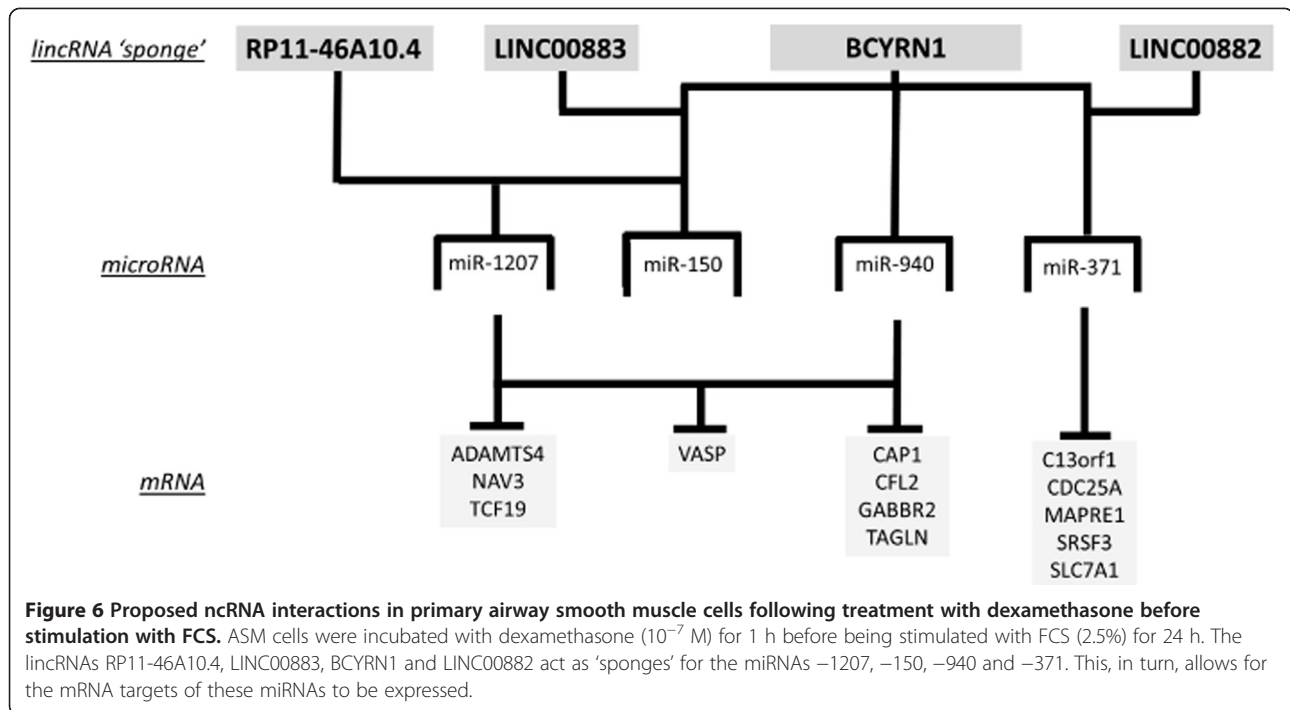 lincRNA 'sponge'
RP11-46A10.4
LINC00883
BCYRN1
LINC00882
microRNA
miR-1207
miR-150
miR-940
miR-371
mRNA
ADAMTS4
NAV3
TCF19
VASP
CAP1
CFL2
GABBR2
TAGLN
C13orf1
CDC25A
MAPRE1
SRSF3
SLC7A1
Figure 6 Proposed ncRNA interactions in primary airway smooth muscle cells following treatment with dexamethasone before
stimulation with FCS. ASM cells were incubated with dexamethasone (10⁻⁷ M) for 1 h before being stimulated with FCS (2.5%) for 24 h. The
lincRNAs RP11-46A10.4, LINC00883, BCYRN1 and LINC00882 act as 'sponges' for the miRNAs −1207, −150, −940 and −371. This, in turn, allows for
the mRNA targets of these miRNAs to be expressed.